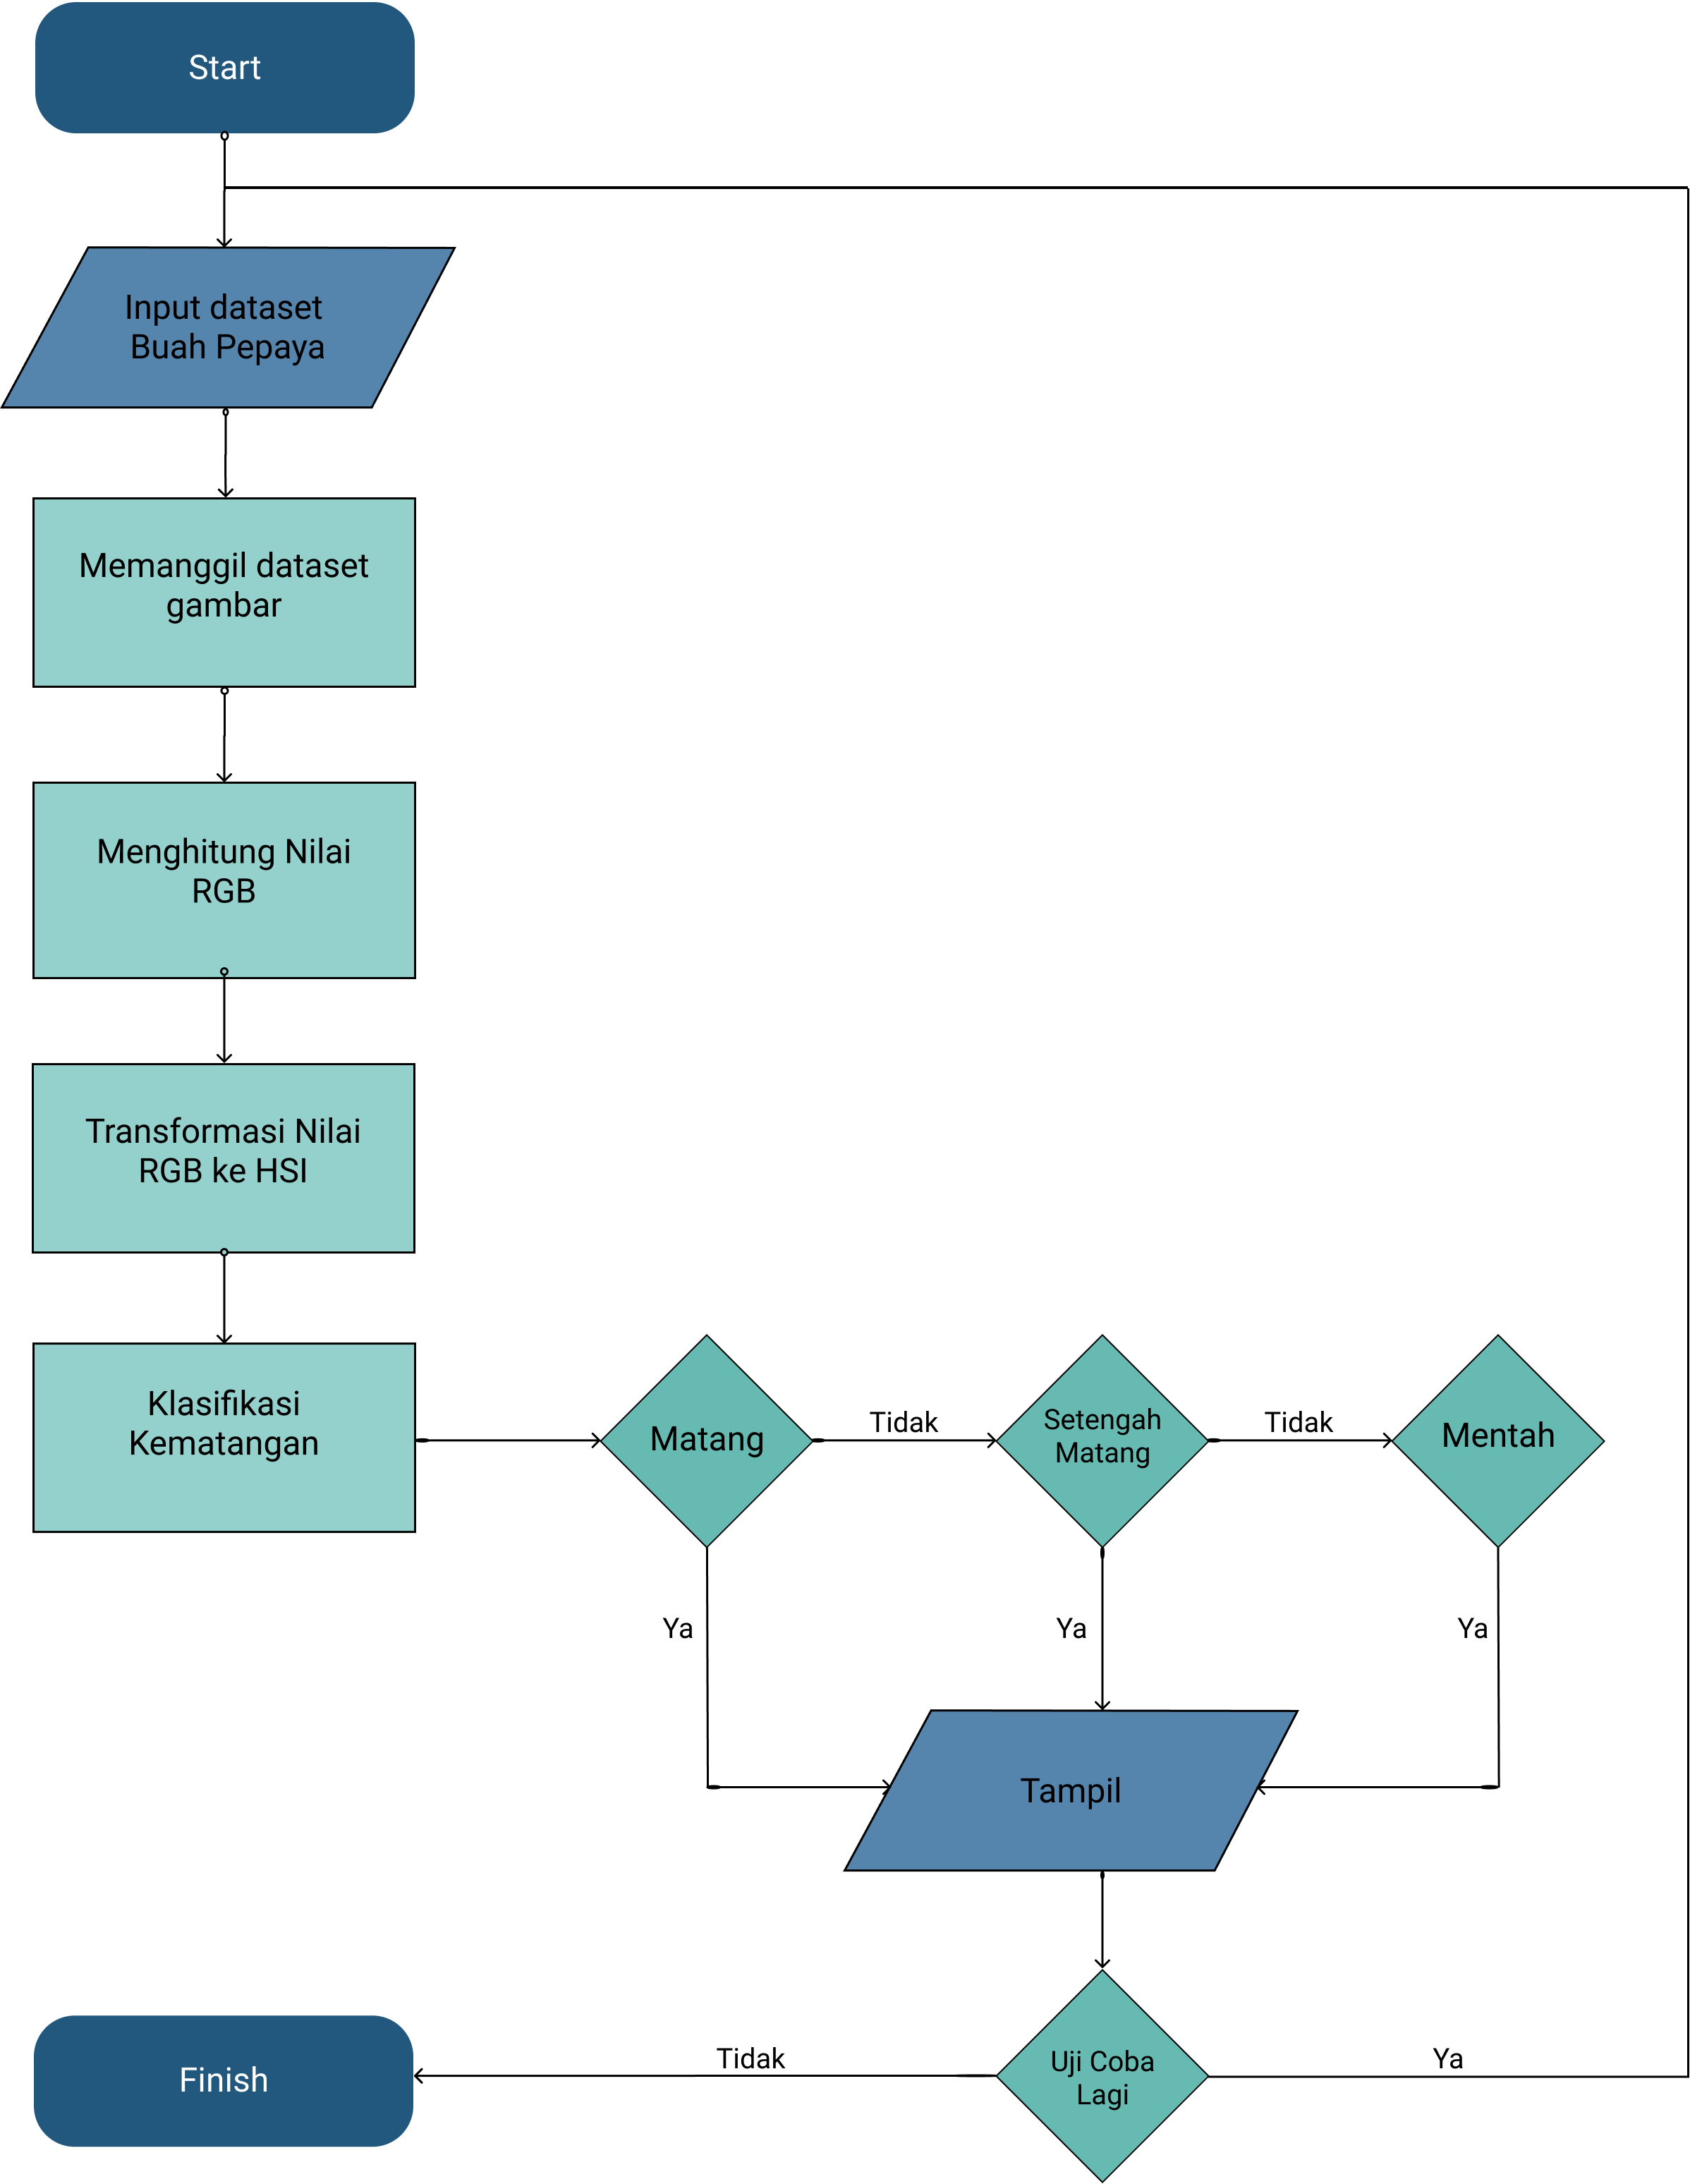 Start
Input dataset
Buah Pepaya
Memanggil dataset
gambar
Menghitung Nilai
RGB
Transformasi Nilai
RGB ke HSI
Klasifikasi
Kematangan
Matang
Tidak
Setengah
Matang
Tidak
Mentah
Ya
Ya
Ya
Tampil
Uji Coba
Lagi
Tidak
Ya
Finish